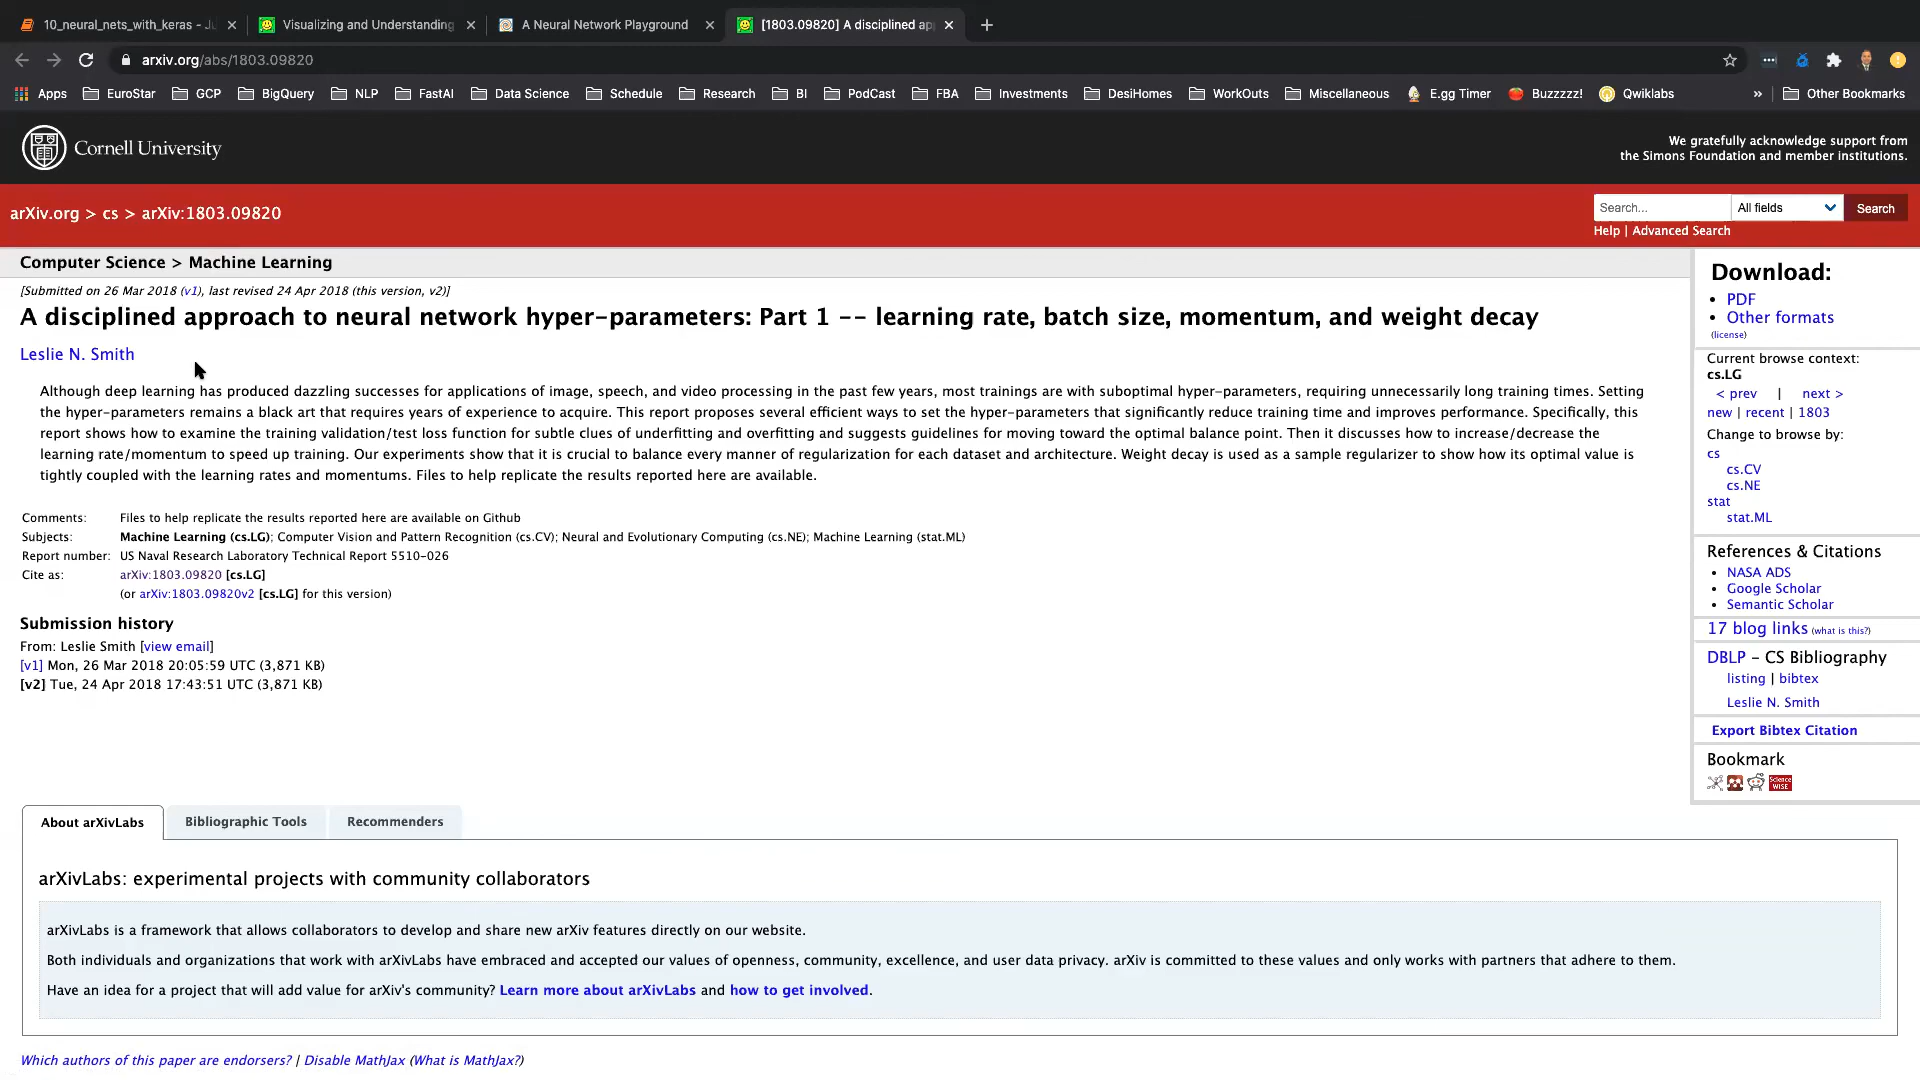 10_neural_nets_with_keras - Ju
Visualizing and Understanding
A Neural Network Playground
[1803.09820] A disciplined ap
arxiv.org/abs/1803.09820
Apps EuroStar GCP BigQuery NLP FastAI Data Science Schedule Research BI PodCast FBA Investments DesiHomes WorkOuts Miscellaneous E.gg Timer Buzzzzz! Qwiklabs » Other Bookmarks
Cornell University
We gratefully acknowledge support from
the Simons Foundation and member institutions.
arXiv.org > cs > arXiv:1803.09820
Search... All fields Search
Help | Advanced Search
Computer Science > Machine Learning
[Submitted on 26 Mar 2018 (v1), last revised 24 Apr 2018 (this version, v2)]
A disciplined approach to neural network hyper-parameters: Part 1 -- learning rate, batch size, momentum, and weight decay
Leslie N. Smith
Although deep learning has produced dazzling successes for applications of image, speech, and video processing in the past few years, most trainings are with suboptimal hyper-parameters, requiring unnecessarily long training times. Setting
the hyper-parameters remains a black art that requires years of experience to acquire. This report proposes several efficient ways to set the hyper-parameters that significantly reduce training time and improves performance. Specifically, this
report shows how to examine the training validation/test loss function for subtle clues of underfitting and overfitting and suggests guidelines for moving toward the optimal balance point. Then it discusses how to increase/decrease the
learning rate/momentum to speed up training. Our experiments show that it is crucial to balance every manner of regularization for each dataset and architecture. Weight decay is used as a sample regularizer to show how its optimal value is
tightly coupled with the learning rates and momentums. Files to help replicate the results reported here are available.
Comments: Files to help replicate the results reported here are available on Github
Subjects: Machine Learning (cs.LG); Computer Vision and Pattern Recognition (cs.CV); Neural and Evolutionary Computing (cs.NE); Machine Learning (stat.ML)
Report number: US Naval Research Laboratory Technical Report 5510-026
Cite as: arXiv:1803.09820 [cs.LG]
(or arXiv:1803.09820v2 [cs.LG] for this version)
Submission history
From: Leslie Smith [view email]
[v1] Mon, 26 Mar 2018 20:05:59 UTC (3,871 KB)
[v2] Tue, 24 Apr 2018 17:43:51 UTC (3,871 KB)
Download:
• PDF
• Other formats
(license)
Current browse context:
cs.LG
< prev | next >
new | recent | 1803
Change to browse by:
cs
cs.CV
cs.NE
stat
stat.ML
References & Citations
• NASA ADS
• Google Scholar
• Semantic Scholar
17 blog links (what is this?)
DBLP - CS Bibliography
listing | bibtex
Leslie N. Smith
Export Bibtex Citation
Bookmark
Science
WISE
About arXivLabs Bibliographic Tools Recommenders
arXivLabs: experimental projects with community collaborators
arXivLabs is a framework that allows collaborators to develop and share new arXiv features directly on our website.
Both individuals and organizations that work with arXivLabs have embraced and accepted our values of openness, community, excellence, and user data privacy. arXiv is committed to these values and only works with partners that adhere to them.
Have an idea for a project that will add value for arXiv's community? Learn more about arXivLabs and how to get involved.
Which authors of this paper are endorsers? | Disable MathJax (What is MathJax?)